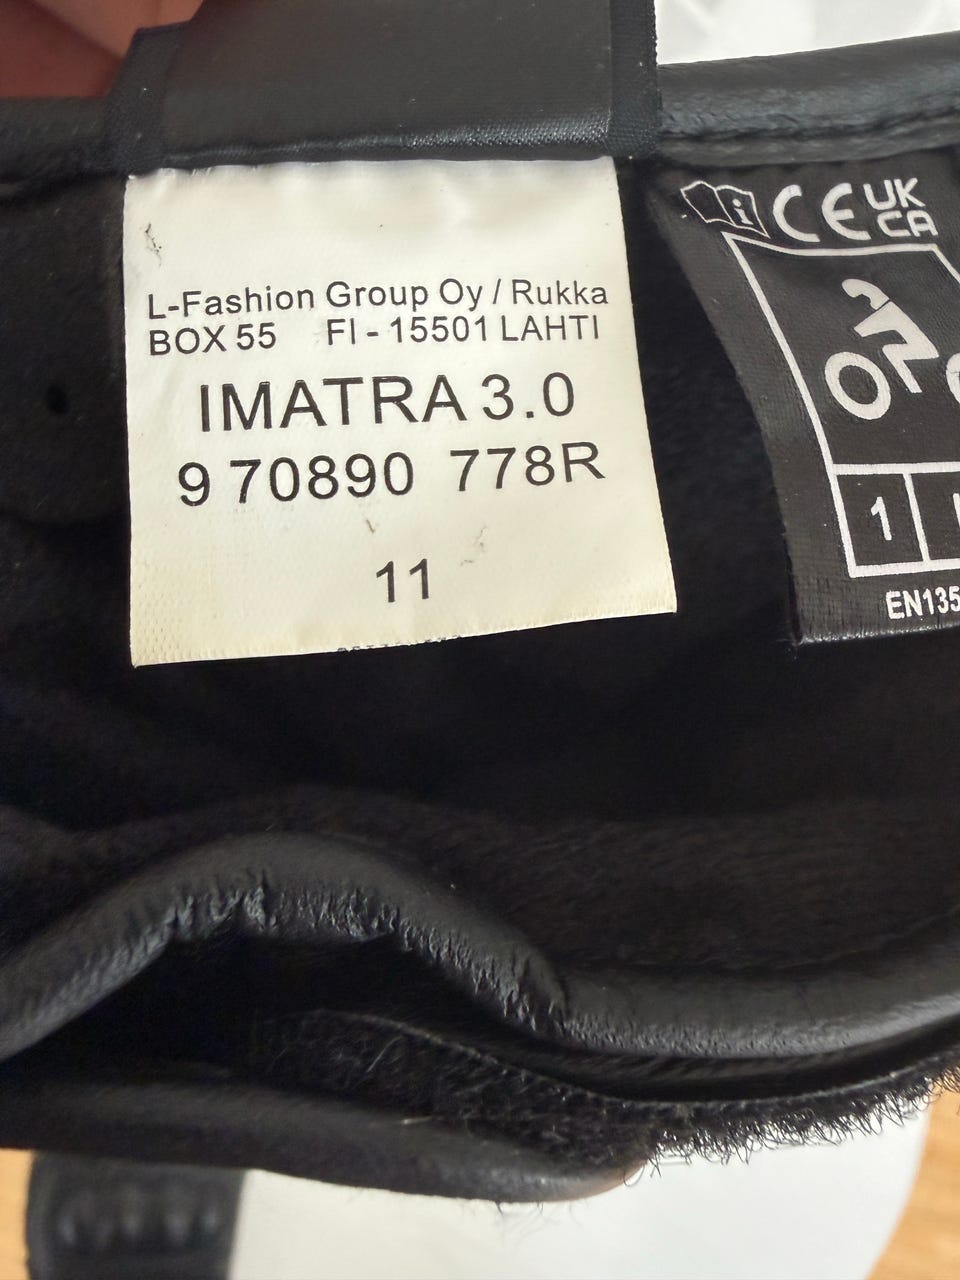 L-Fashion Group Oy / Rukka
BOX 55 FI - 15501 LAHTI
IMATRA 3.0
9 70890 778R
11
i CE UK
CA
1
EN135